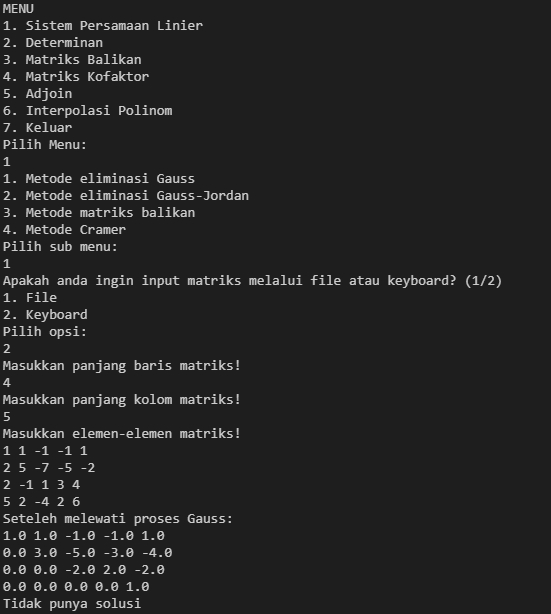 MENU
1. Sistem Persamaan Linier
2. Determinan
3. Matriks Balikan
4. Matriks Kofaktor
5. Adjoin
6. Interpolasi Polinom
7. Keluar
Pilih Menu:
1
1. Metode eliminasi Gauss
2. Metode eliminasi Gauss-Jordan
3. Metode matriks balikan
4. Metode Cramer
Pilih sub menu:
1
Apakah anda ingin input matriks melalui file atau keyboard? (1/2)
1. File
2. Keyboard
Pilih opsi:
2
Masukkan panjang baris matriks!
4
Masukkan panjang kolom matriks!
5
Masukkan elemen-elemen matriks!
1 1 -1 -1 1
2 5 -7 -5 -2
2 -1 1 3 4
5 2 -4 2 6
Seteleh melewati proses Gauss:
1.0 1.0 -1.0 -1.0 1.0
0.0 3.0 -5.0 -3.0 -4.0
0.0 0.0 -2.0 2.0 -2.0
0.0 0.0 0.0 0.0 1.0
Tidak punya solusi